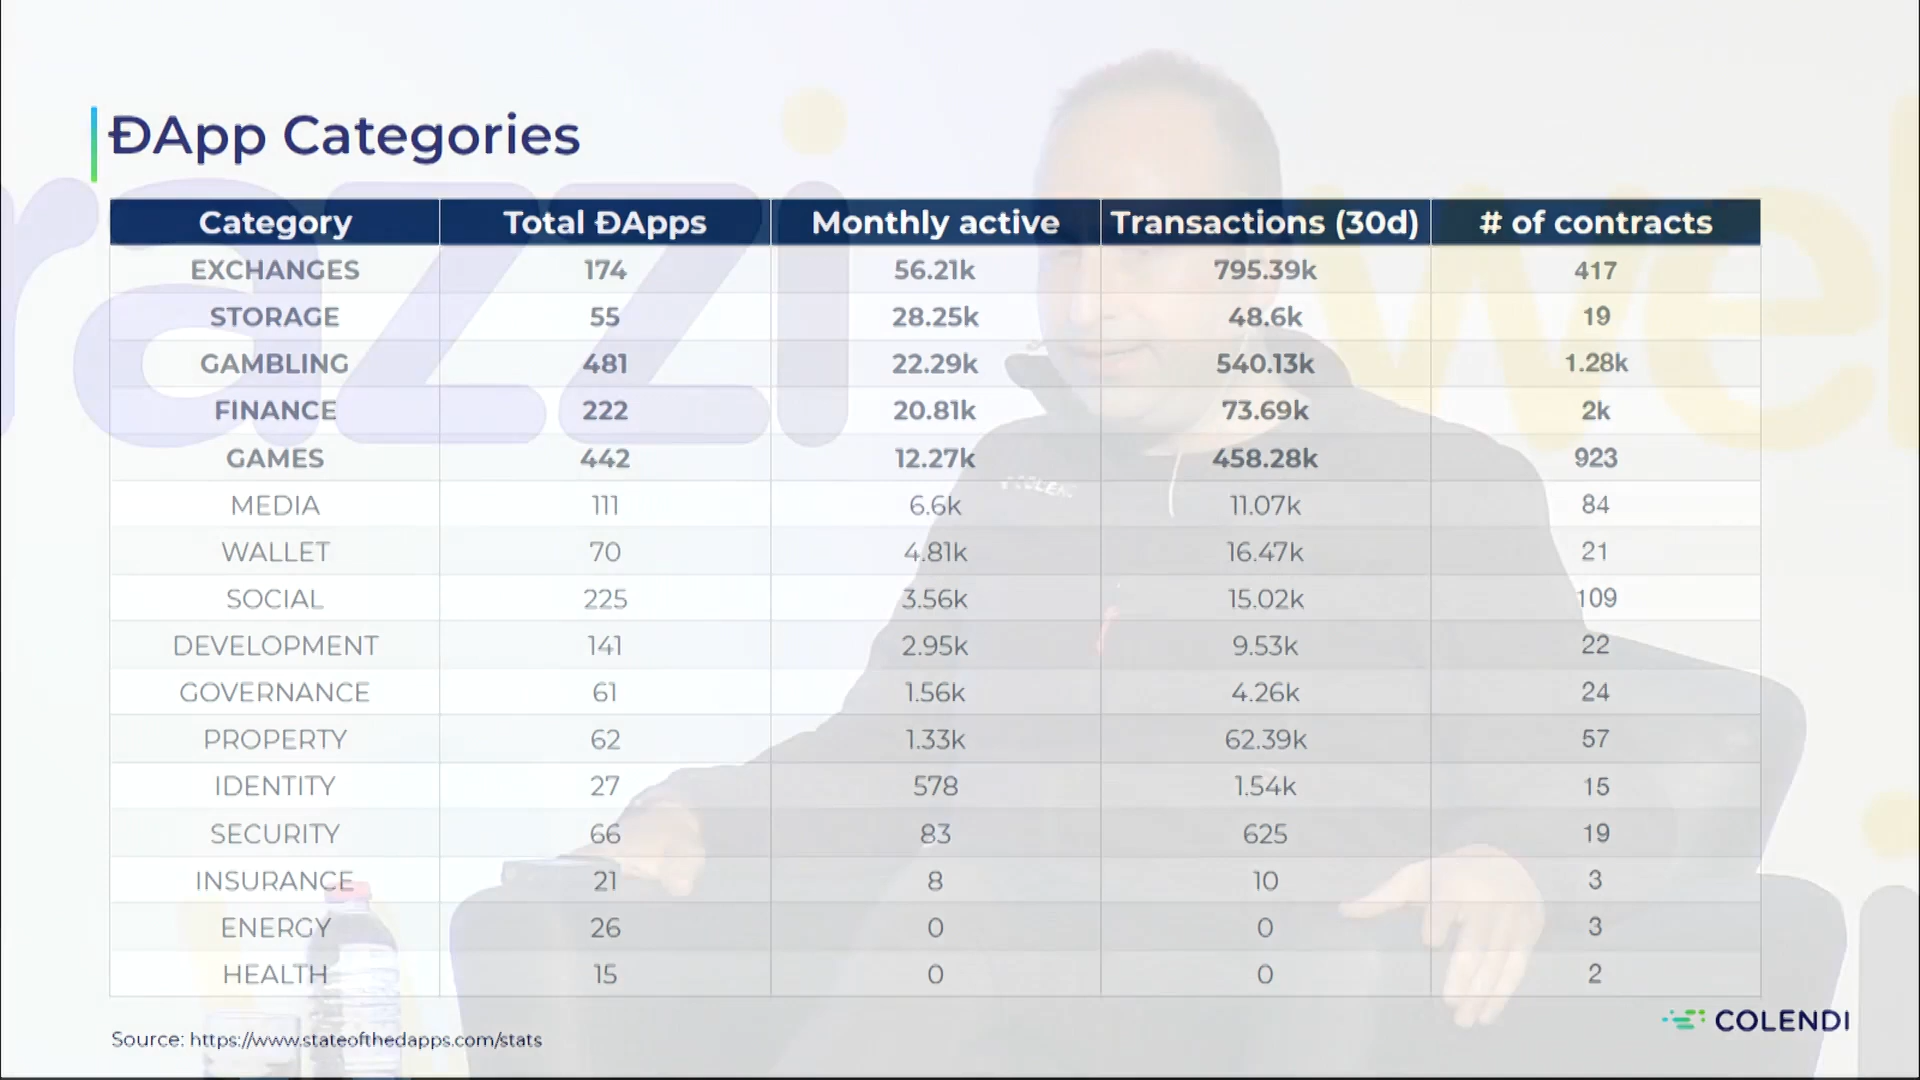 ĐApp Categories
Category Total ĐApps Monthly active Transactions (30d) # of contracts
EXCHANGES 174 56.21k 795.39k 417
STORAGE 55 28.25k 48.6k 19
GAMBLING 481 22.29k 540.13k 1.28k
FINANCE 222 20.81k 73.69k 2k
GAMES 442 12.27k 458.28k 923
MEDIA 111 6.6k 11.07k 84
WALLET 70 4.81k 16.47k 21
SOCIAL 225 3.56k 15.02k 109
DEVELOPMENT 141 2.95k 9.53k 22
GOVERNANCE 61 1.56k 4.26k 24
PROPERTY 62 1.33k 62.39k 57
IDENTITY 27 578 1.54k 15
SECURITY 66 83 625 19
INSURANCE 21 8 10 3
ENERGY 26 0 0 3
HEALTH 15 0 0 2
Source: https://www.stateofthedapps.com/stats
COLENDI